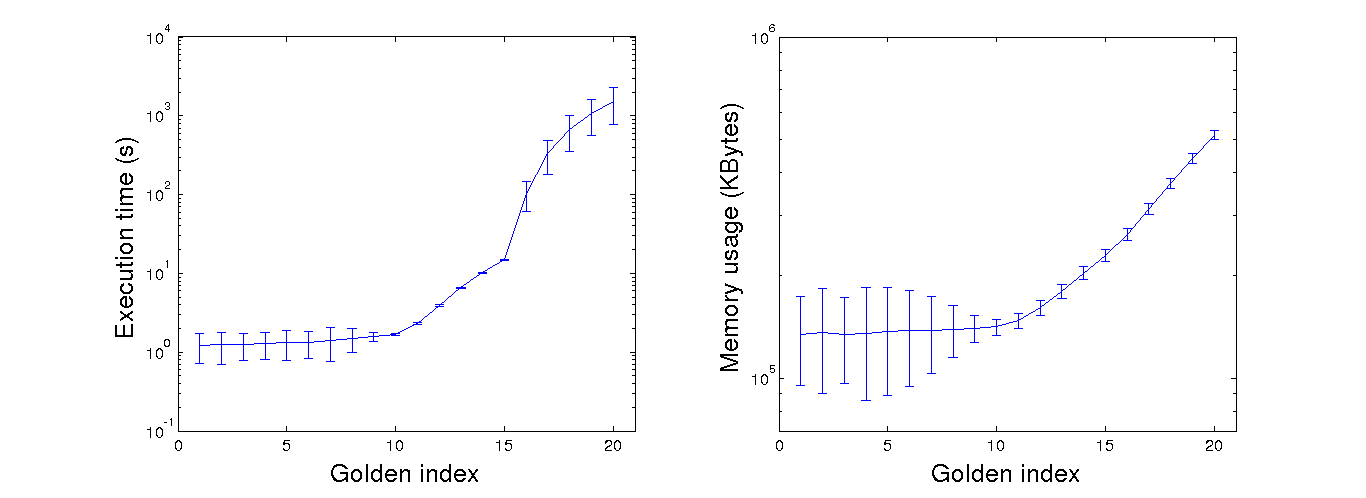 10^4
10^3
10^2
10^1
10^0
10^-1
0 5 10 15 20
Execution time (s)
Golden index
10^6
10^5
0 5 10 15 20
Memory usage (KBytes)
Golden index